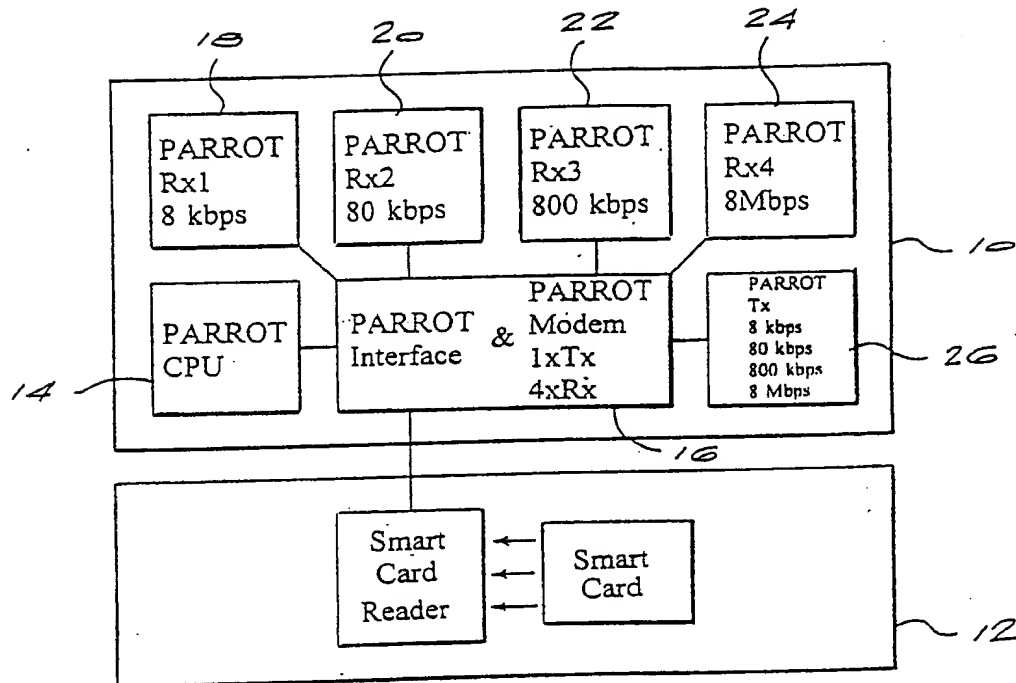 18
20
22
24
PARROT
Rx1
8 kbps
PARROT
Rx2
80 kbps
PARROT
Rx3
800 kbps
PARROT
Rx4
8Mbps
10
PARROT
CPU
14
PARROT
Interface
&
PARROT
Modem
1xTx
4xRx
16
PARROT
Tx
8 kbps
80 kbps
800 kbps
8 Mbps
26
Smart
Card
Reader
Smart
Card
12